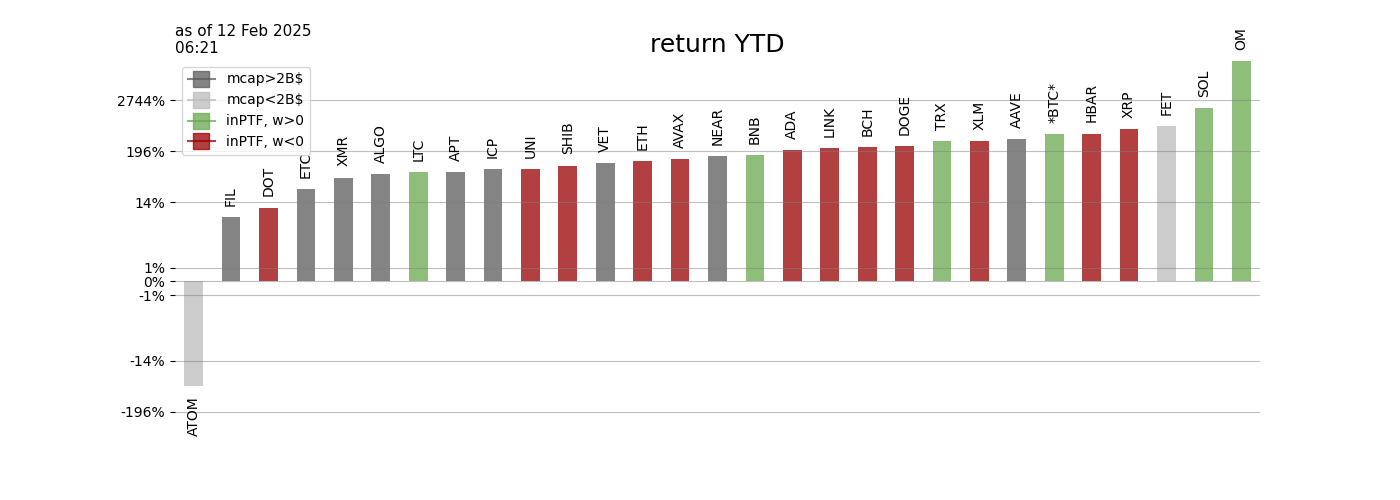 as of 12 Feb 2025
06:21
return YTD
mcap>2B$
mcap<2B$
inPTF, w>0
inPTF, w<0
2744%
196%
14%
1%
0%
-1%
-14%
-196%
ATOM
FIL
DOT
ETC
XMR
ALGO
LTC
APT
ICP
UNI
SHIB
VET
ETH
AVAX
NEAR
BNB
ADA
LINK
BCH
DOGE
TRX
XLM
AAVE
*BTC*
HBAR
XRP
FET
SOL
OM